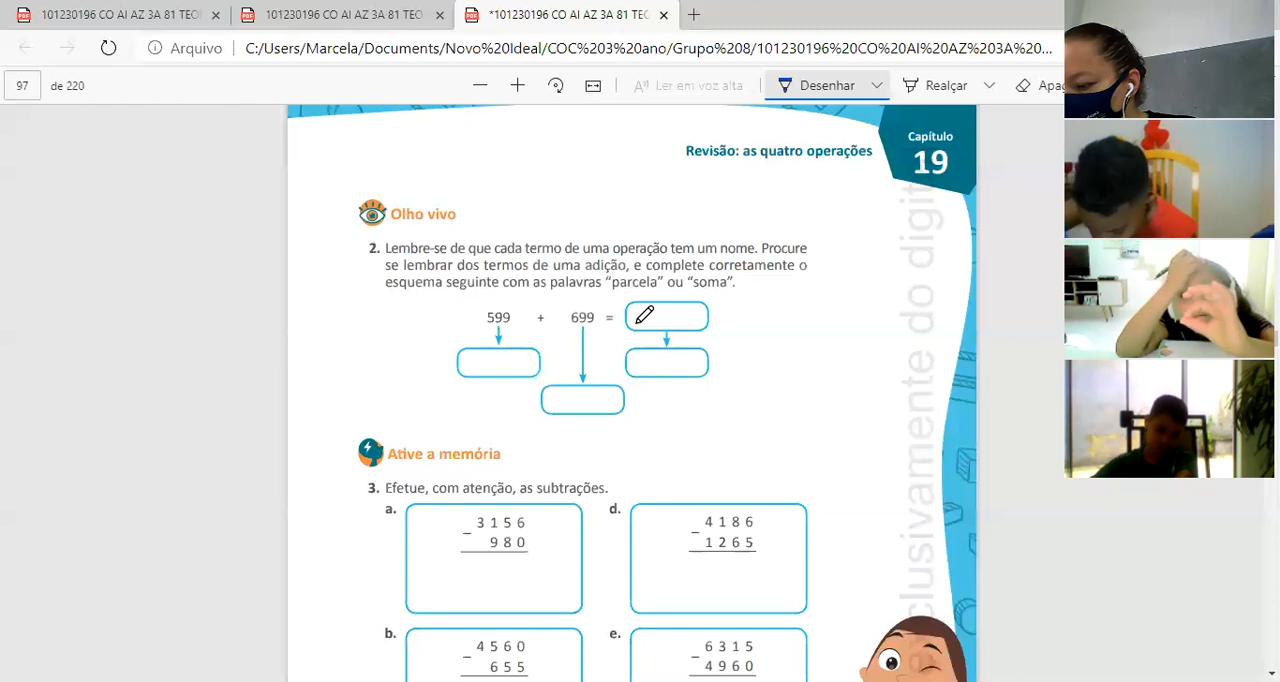 101230196 CO AI AZ 3A 81 TEO
101230196 CO AI AZ 3A 81 TEO
*101230196 CO AI AZ 3A 81 TEO
Arquivo
C:/Users/Marcela/Documents/Novo%20Ideal/COC%203%20ano/Grupo%208/101230196%20CO%20AI%20AZ%203A%20...
97 de 220
Ler em voz alta
Desenhar
Realçar
Revisão: as quatro operações
Capítulo
19
Olho vivo
2. Lembre-se de que cada termo de uma operação tem um nome. Procure
se lembrar dos termos de uma adição, e complete corretamente o
esquema seguinte com as palavras “parcela” ou “soma”.
599 + 699 =
Ative a memória
3. Efetue, com atenção, as subtrações.
a.
3 1 5 6
− 9 8 0
d.
4 1 8 6
− 1 2 6 5
b.
4 5 6 0
− 6 5 5
e.
6 3 1 5
− 4 9 6 0
clusivamente do digit